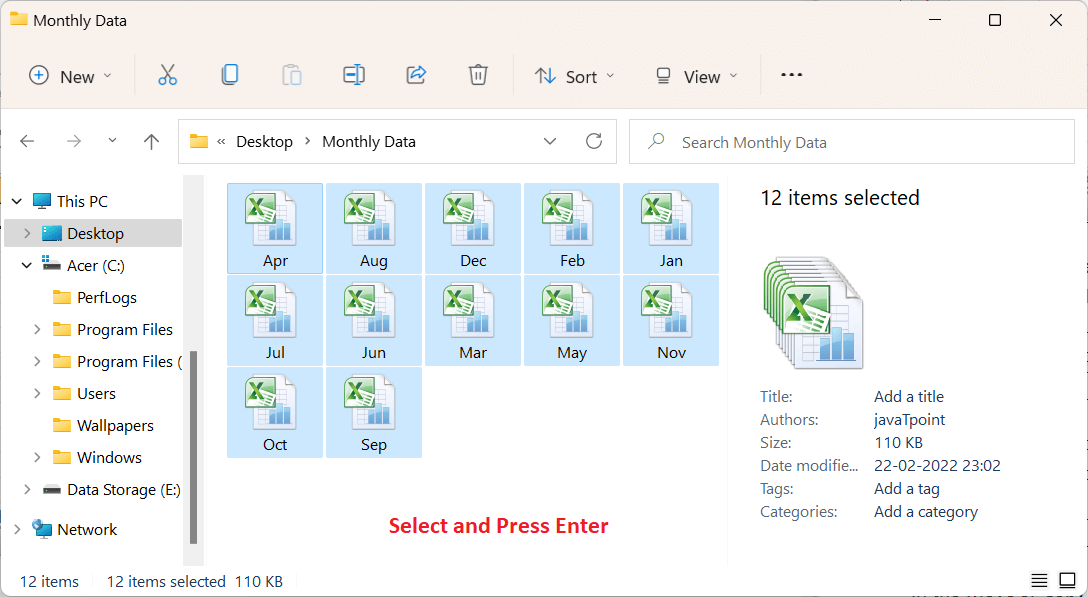 Monthly Data
New
Sort
View
« Desktop > Monthly Data
Search Monthly Data
This PC
Desktop
Acer (C:)
PerfLogs
Program Files
Program Files (
Users
Wallpapers
Windows
Data Storage (E:)
Network
Apr Aug Dec Feb Jan
Jul Jun Mar May Nov
Oct Sep
Select and Press Enter
12 items selected
Title: Add a title
Authors: javaTpoint
Size: 110 KB
Date modifie... 22-02-2022 23:02
Tags: Add a tag
Categories: Add a category
12 items 12 items selected 110 KB